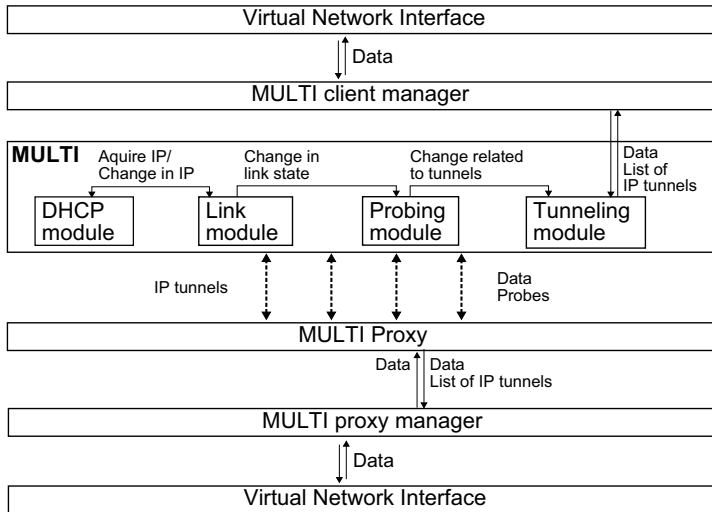 Virtual Network Interface
Data
MULTI client manager
MULTI
Aquire IP/
Change in IP
Change in
link state
Change related
to tunnels
Data
List of
IP tunnels
DHCP
module
Link
module
Probing
module
Tunneling
module
IP tunnels
Data
Probes
MULTI Proxy
Data
Data
List of IP tunnels
MULTI proxy manager
Data
Virtual Network Interface